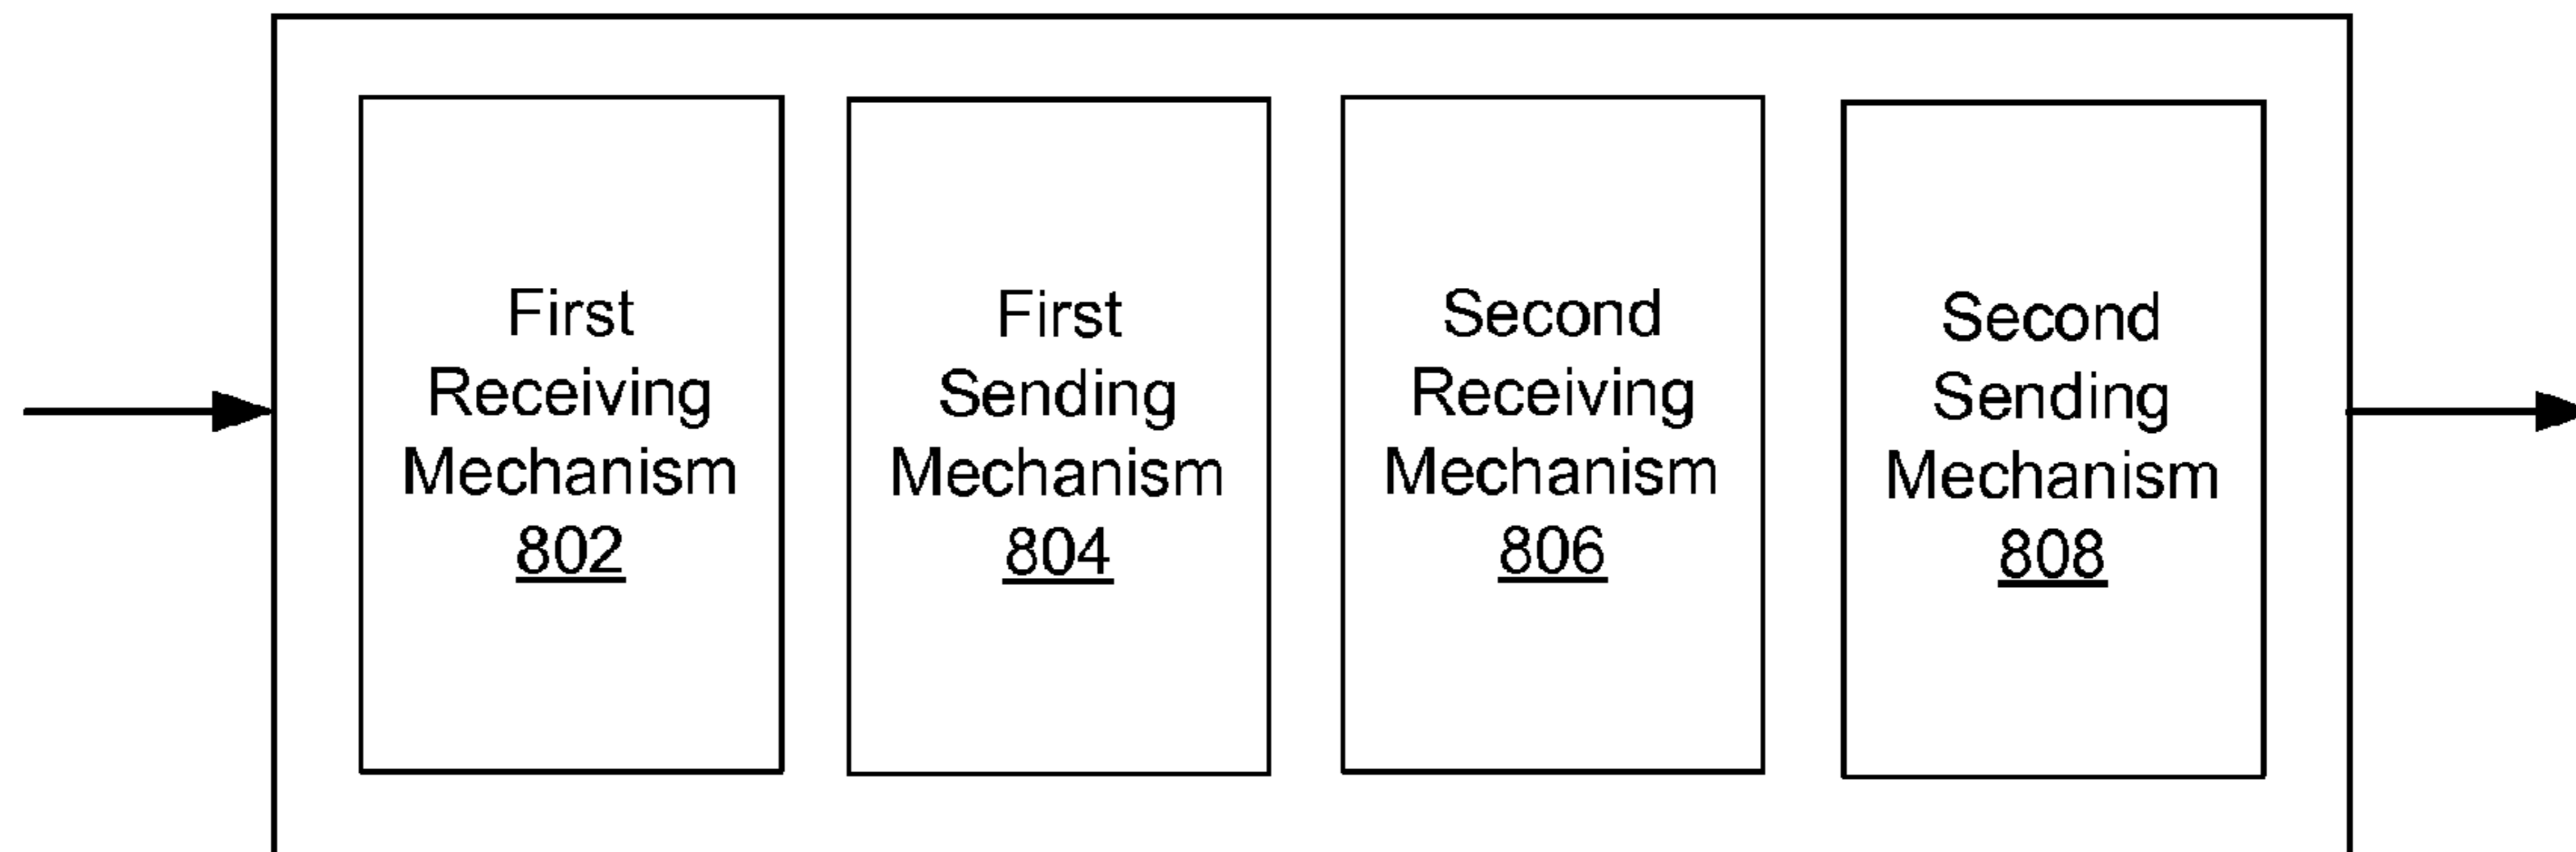 First
Receiving
Mechanism
802
First
Sending
Mechanism
804
Second
Receiving
Mechanism
806
Second
Sending
Mechanism
808